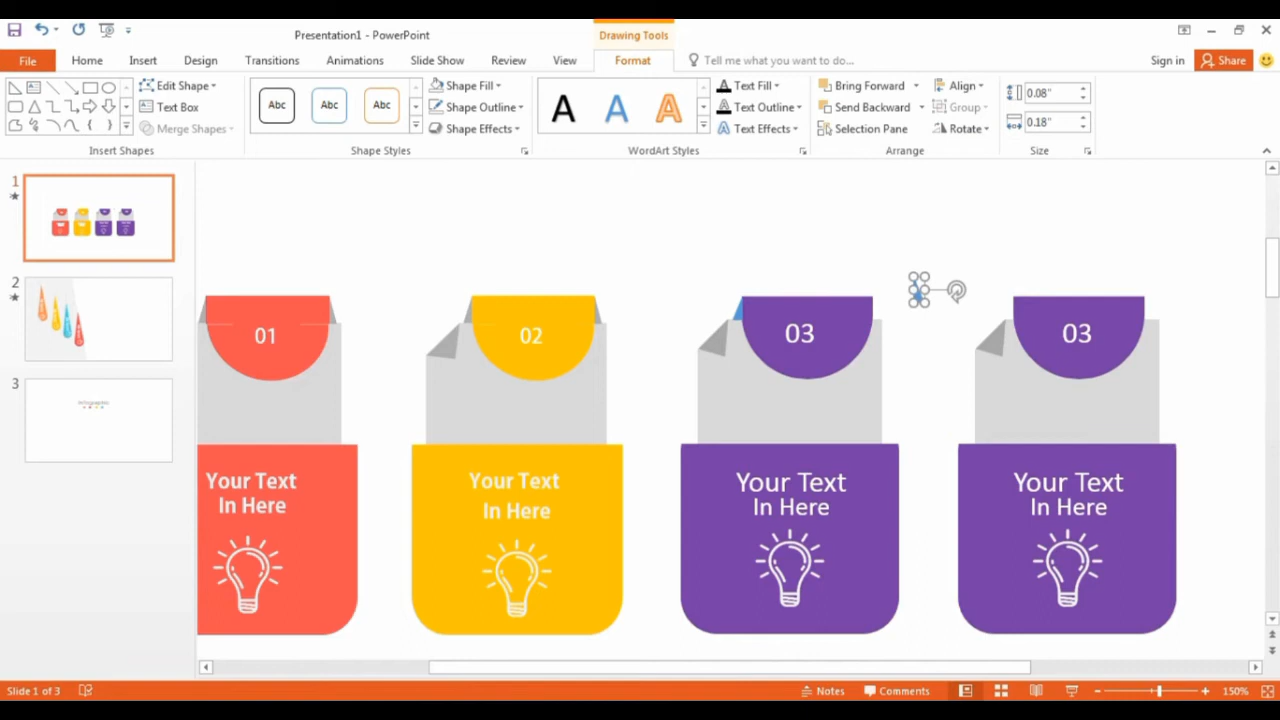 Presentation1 - PowerPoint
Drawing Tools
File
Home
Insert
Design
Transitions
Animations
Slide Show
Review
View
Format
Tell me what you want to do...
Sign in
Share
Edit Shape
Text Box
Merge Shapes
Insert Shapes
Abc
Abc
Abc
Shape Fill
Shape Outline
Shape Effects
Shape Styles
A
A
A
Text Fill
Text Outline
Text Effects
WordArt Styles
Bring Forward
Send Backward
Selection Pane
Align
Group
Rotate
Arrange
0.08"
0.18"
Size
1
2
3
01
02
03
03
Your Text
In Here
Your Text
In Here
Your Text
In Here
Your Text
In Here
Slide 1 of 3
Notes
Comments
150%